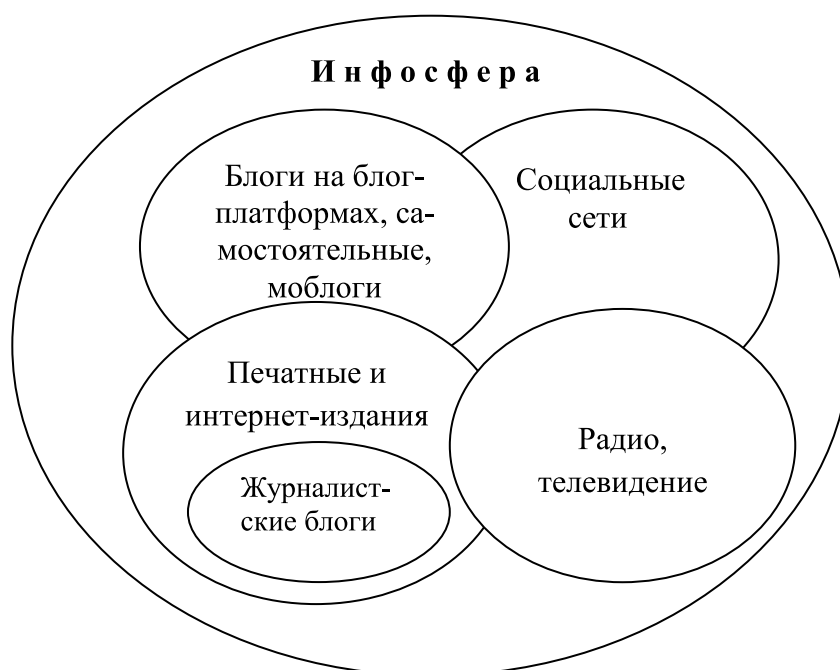 И н ф о с ф е р а
Блоги на блог-
платформах, са-
мостоятельные,
моблоги
Социальные
сети
Печатные и
интернет-издания
Журналист-
ские блоги
Радио,
телевидение